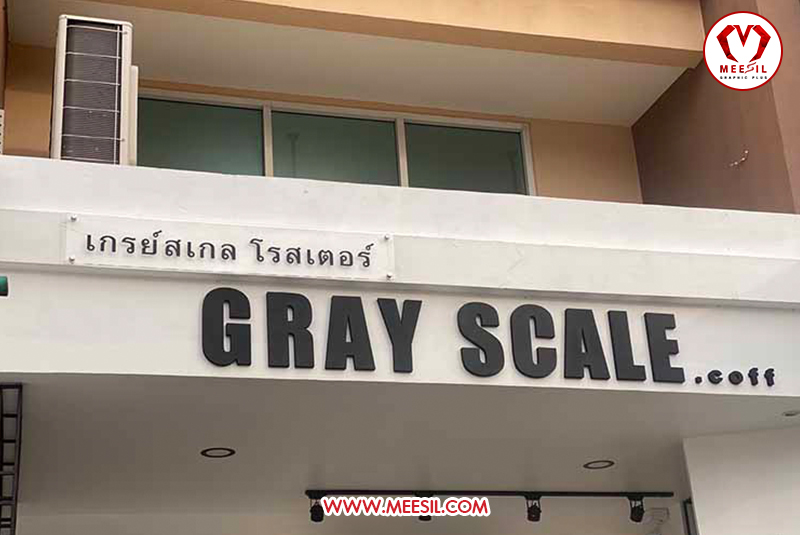 MEESIL
GRAPHIC PLUS
เกรย์สเกล โรสเตอร์
GRAY SCALE .coff
WWW.MEESIL.COM